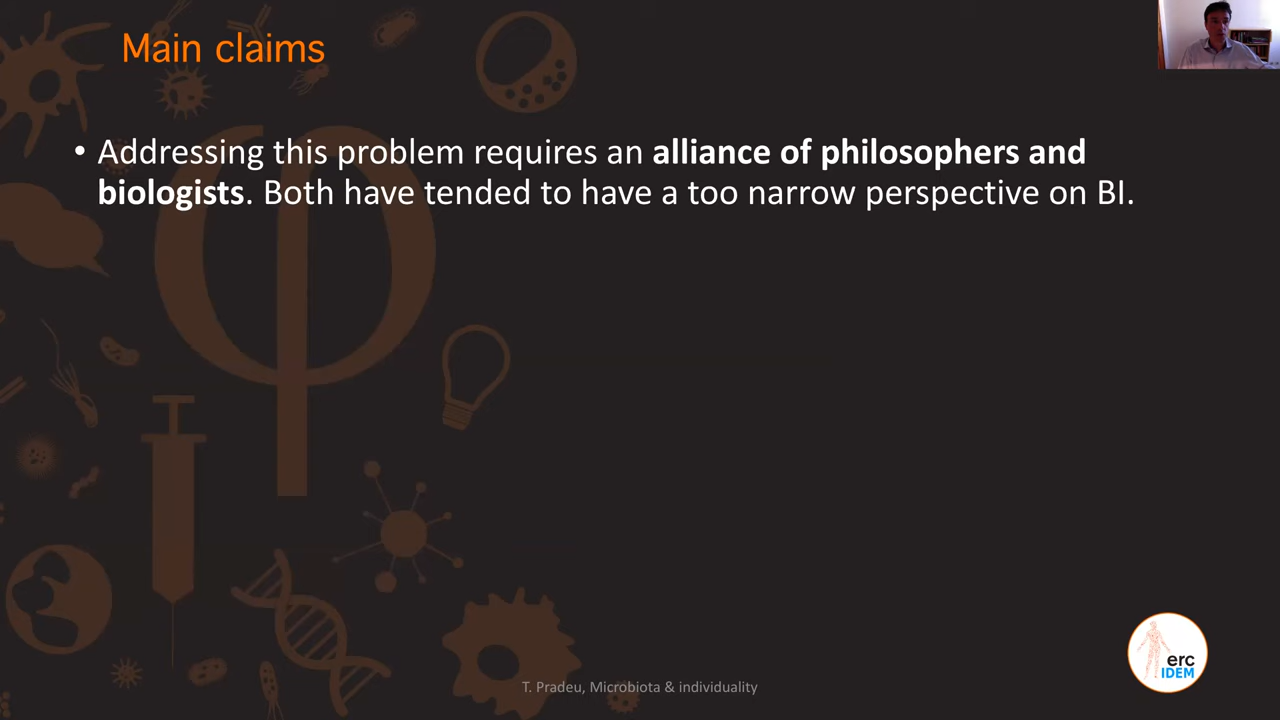 Main claims
• Addressing this problem requires an alliance of philosophers and
biologists. Both have tended to have a too narrow perspective on BI.
erc
IDEM
T. Pradeu, Microbiota & individuality